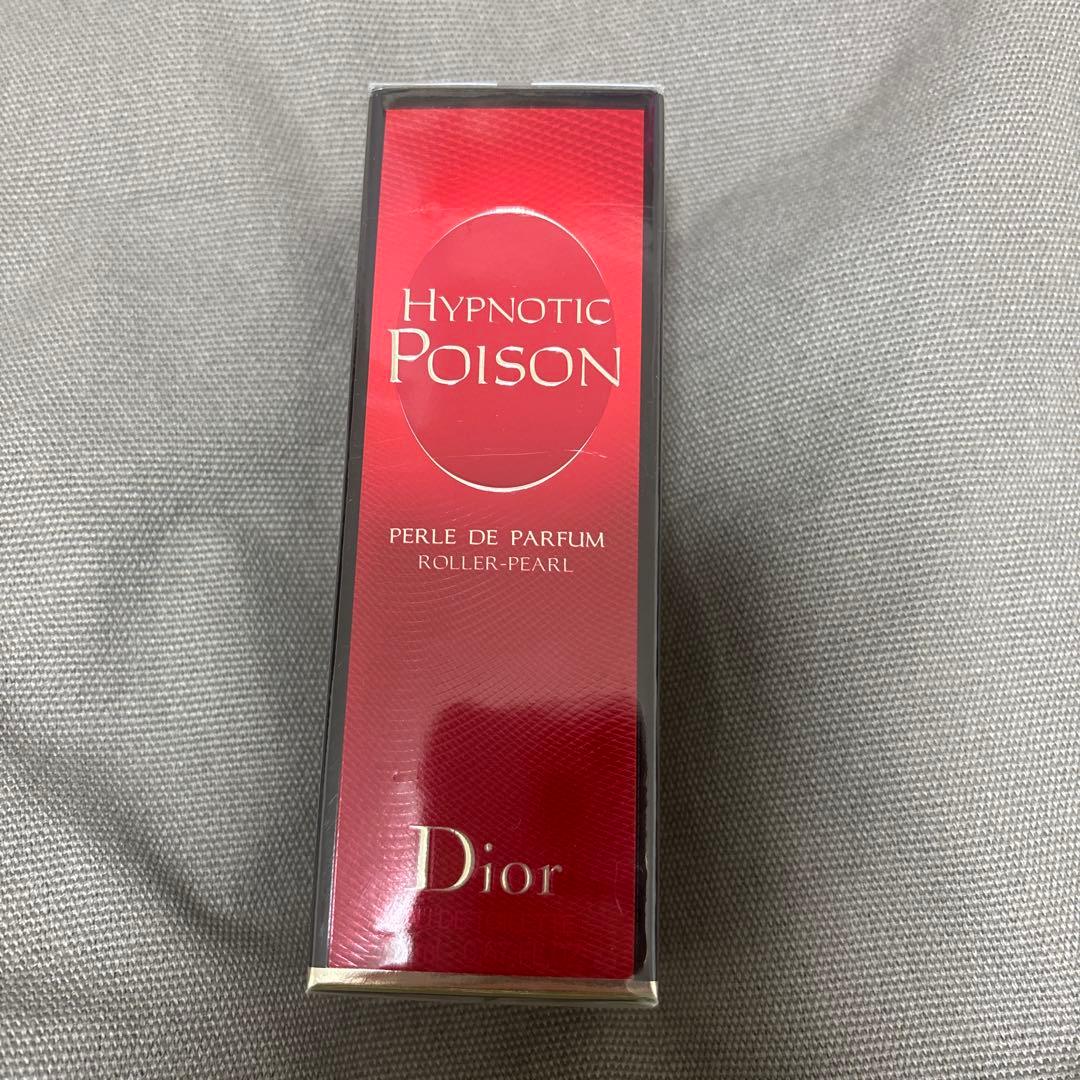 HYPNOTIC
POISON
PERLE DE PARFUM
ROLLER-PEARL
Dior